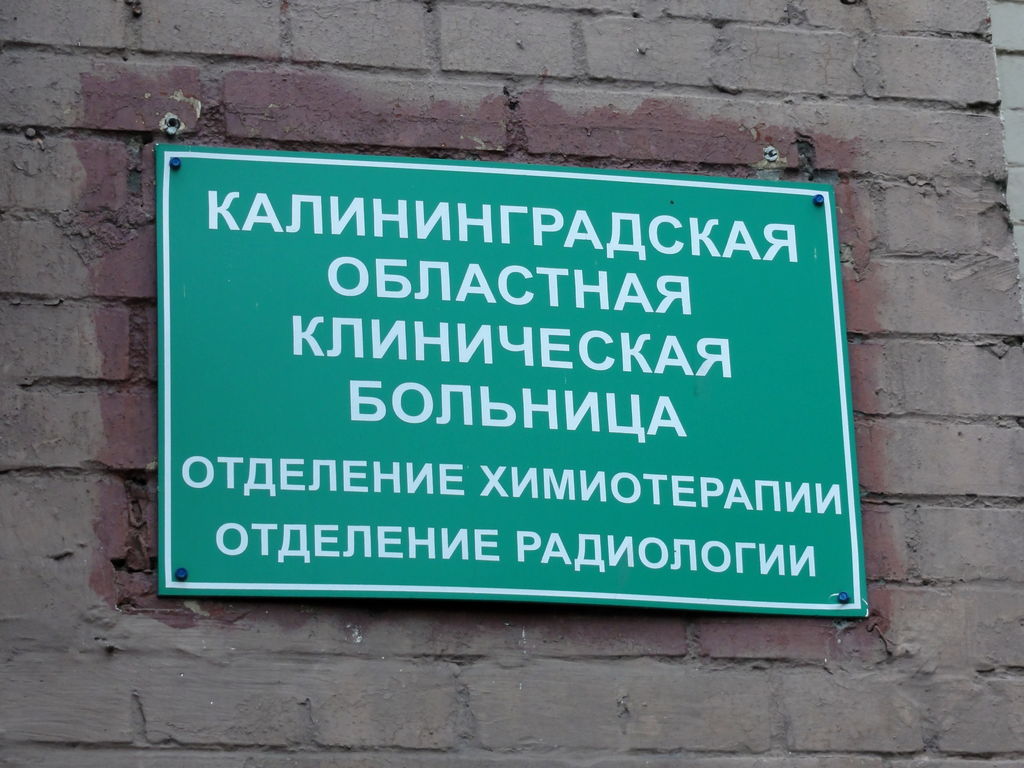 КАЛИНИНГРАДСКАЯ
ОБЛАСТНАЯ
КЛИНИЧЕСКАЯ
БОЛЬНИЦА
ОТДЕЛЕНИЕ ХИМИОТЕРАПИИ
ОТДЕЛЕНИЕ РАДИОЛОГИИ